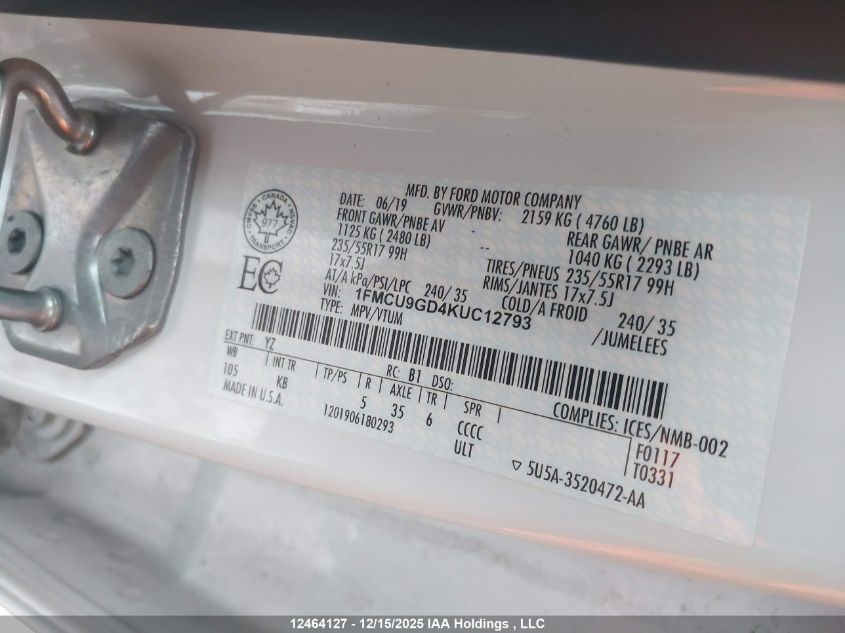 MFD. BY FORD MOTOR COMPANY
DATE: 06/19 GVWR/PNBV: 2159 KG ( 4760 LB)
FRONT GAWR/PNBE AV REAR GAWR/ PNBE AR
1125 KG ( 2480 LB) -- 1040 KG ( 2293 LB)
235/55R17 99H -- TIRES/PNEUS 235/55R17 99H
17x7.5J RIMS/JANTES 17x7.5J
AT/A kPa/PSI/LPC 240/ 35 COLD/A FROID 240/ 35
VIN: 1FMCU9GD4KUC12793 /JUMELEES
TYPE: MPV/VTUM
CANADA
977
TRANSPORT
EC
EXT PNT: YZ RC: B1 DSO:
WB INT TR TP/PS R AXLE TR SPR
105 KB 5 35 6 CCCC
MADE IN U.S.A. ULT
1201906180293
COMPLIES: ICES/NMB-002
F0117
T0331
5U5A-3520472-AA
12464127 - 12/15/2025 IAA Holdings , LLC